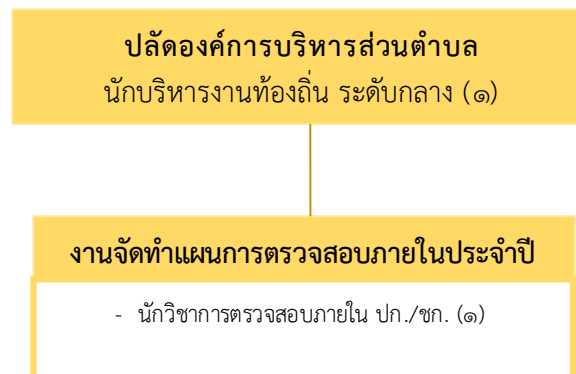 ปลัดองค์การบริหารส่วนตำบล
นักบริหารงานท้องถิ่น ระดับกลาง (๑)
งานจัดทำแผนการตรวจสอบภายในประจำปี
- นักวิชาการตรวจสอบภายใน ปก./ชก. (๑)